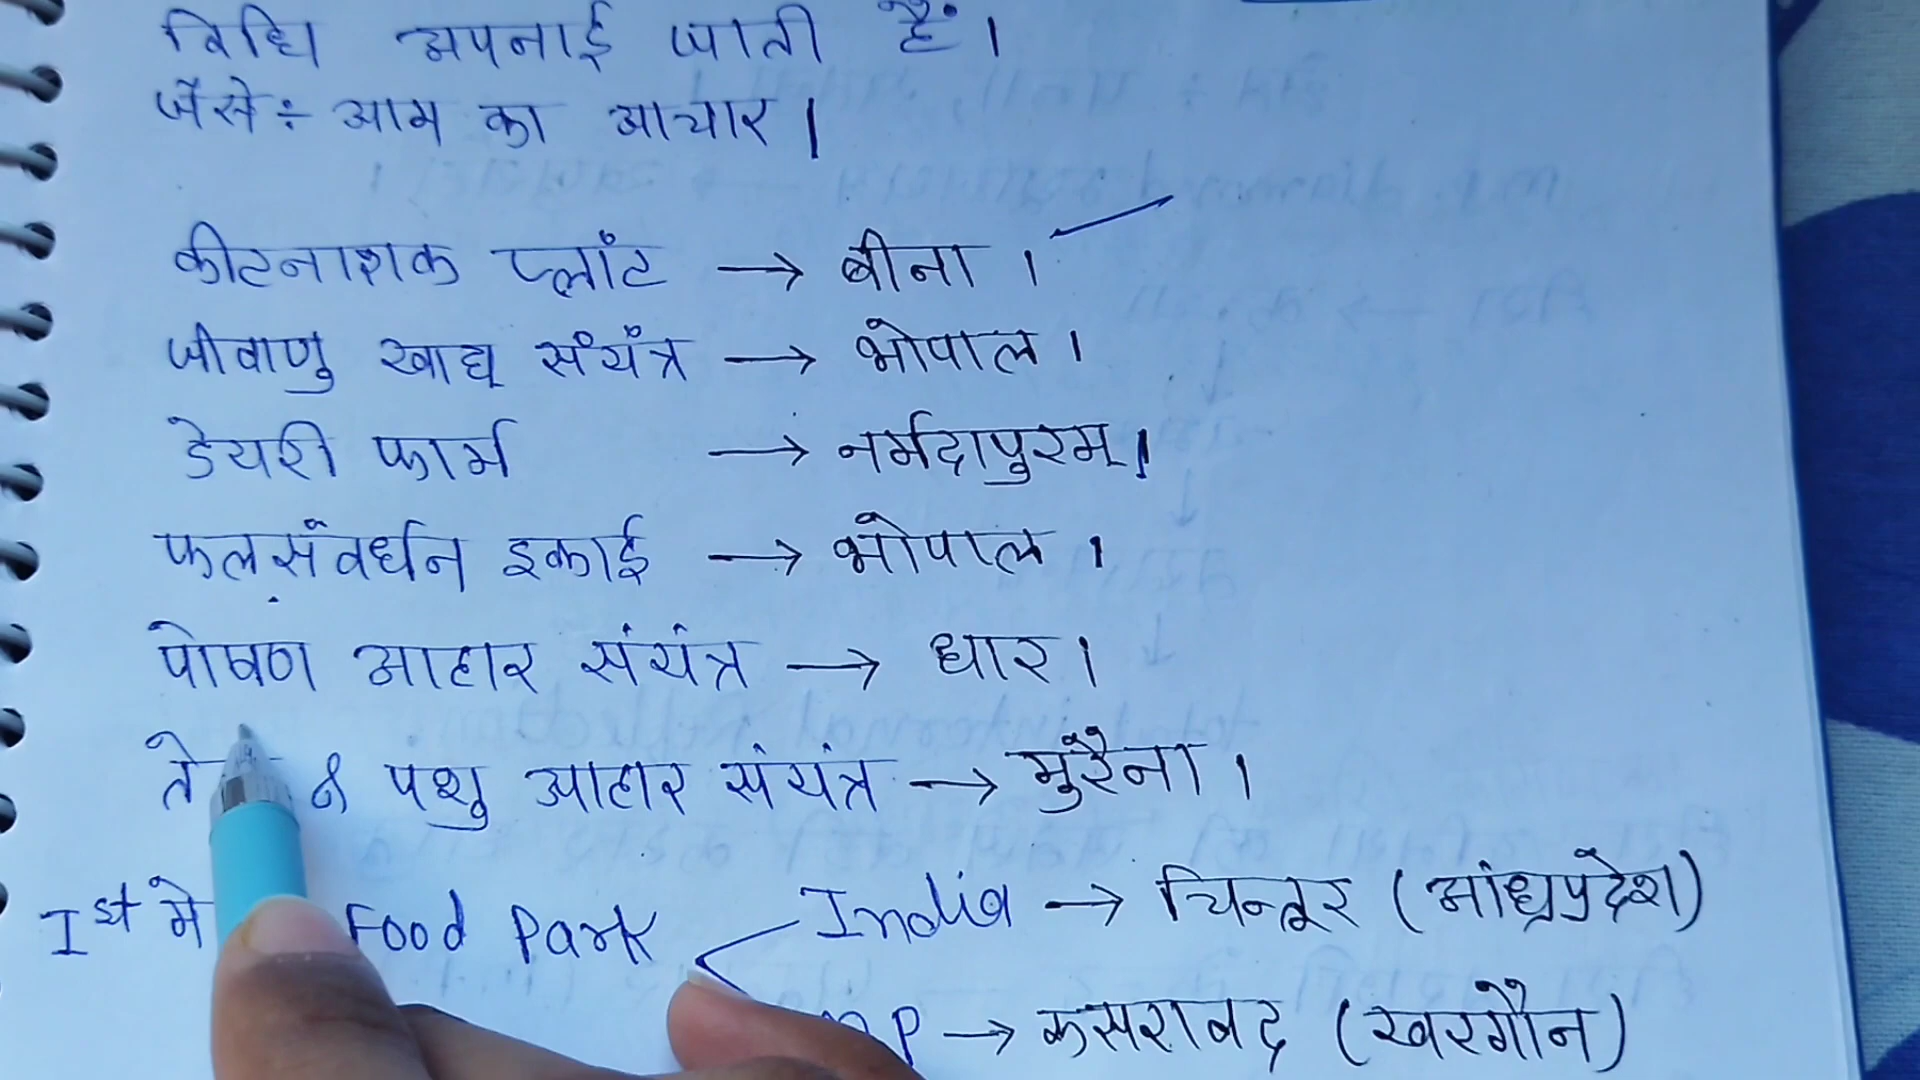 विधि अपनाई जाती हैं।
जैसे ÷ आम का आचार।
कीटनाशक प्लांट → बीना।
जीवाणु खाद्य संयंत्र → भोपाल।
डेयरी फार्म → नर्मदापुरम्।
फलसंवर्धन इकाई → भोपाल।
पोषण आहार संयंत्र → धार।
& पशु आहार संयंत्र → मुरैना।
Ist Food Park India → चिन्तूर (आंध्रप्रदेश)
MP → कसरावद (खरगौन)